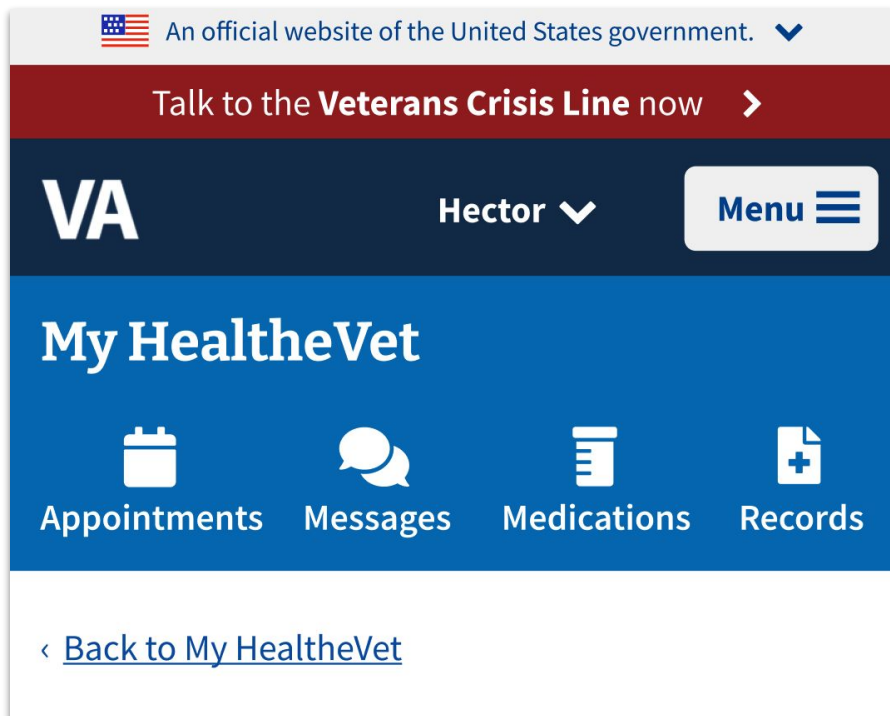 An official website of the United States government.
Talk to the Veterans Crisis Line now
VA
Hector
Menu
My HealtheVet
Appointments
Messages
Medications
Records
‹ Back to My HealtheVet